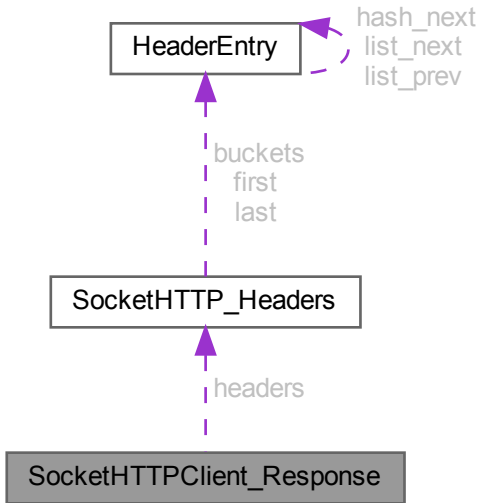 hash_next
list_next
list_prev
HeaderEntry
buckets
first
last
SocketHTTP_Headers
headers
SocketHTTPClient_Response